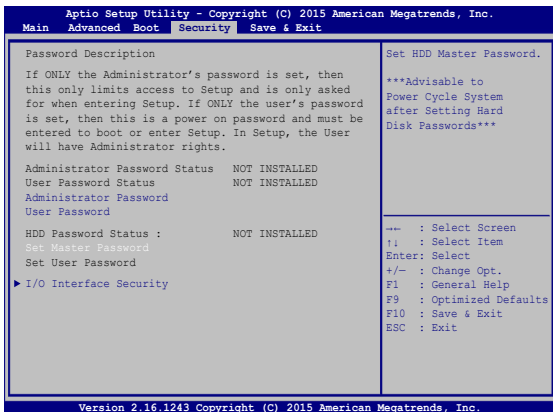 Aptio Setup Utility - Copyright (C) 2015 American Megatrends, Inc.
Main Advanced Boot Security Save & Exit
Password Description
If ONLY the Administrator's password is set, then
this only limits access to Setup and is only asked
for when entering Setup. If ONLY the user's password
is set, then this is a power on password and must be
entered to boot or enter Setup. In Setup, the User
will have Administrator rights.
Administrator Password Status NOT INSTALLED
User Password Status NOT INSTALLED
Administrator Password
User Password
HDD Password Status : NOT INSTALLED
Set Master Password
Set User Password
▶ I/O Interface Security
Set HDD Master Password.
***Advisable to
Power Cycle System
after Setting Hard
Disk Passwords***
→← : Select Screen
↑↓ : Select Item
Enter: Select
+/— : Change Opt.
F1 : General Help
F9 : Optimized Defaults
F10 : Save & Exit
ESC : Exit
Version 2.16.1243 Copyright (C) 2015 American Megatrends, Inc.